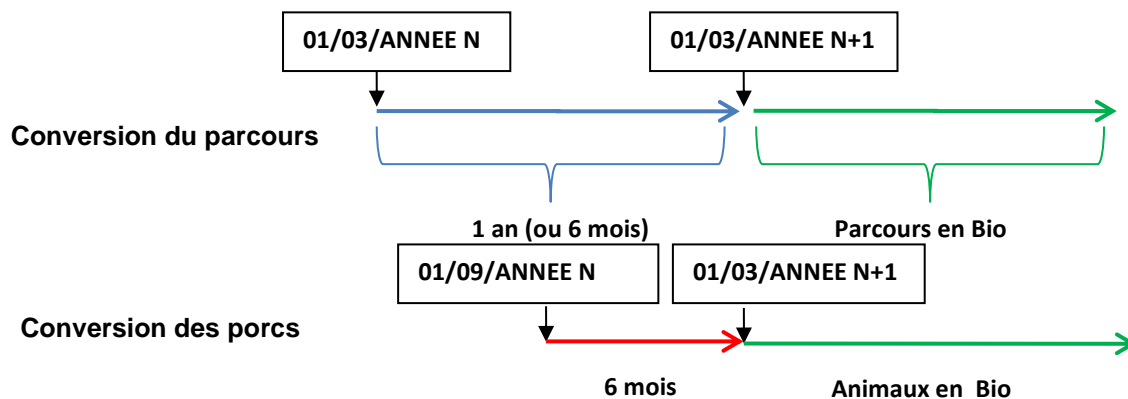 01/03/ANNEE N
01/03/ANNEE N+1
Conversion du parcours
1 an (ou 6 mois)
Parcours en Bio
01/09/ANNEE N
01/03/ANNEE N+1
Conversion des porcs
6 mois
Animaux en Bio